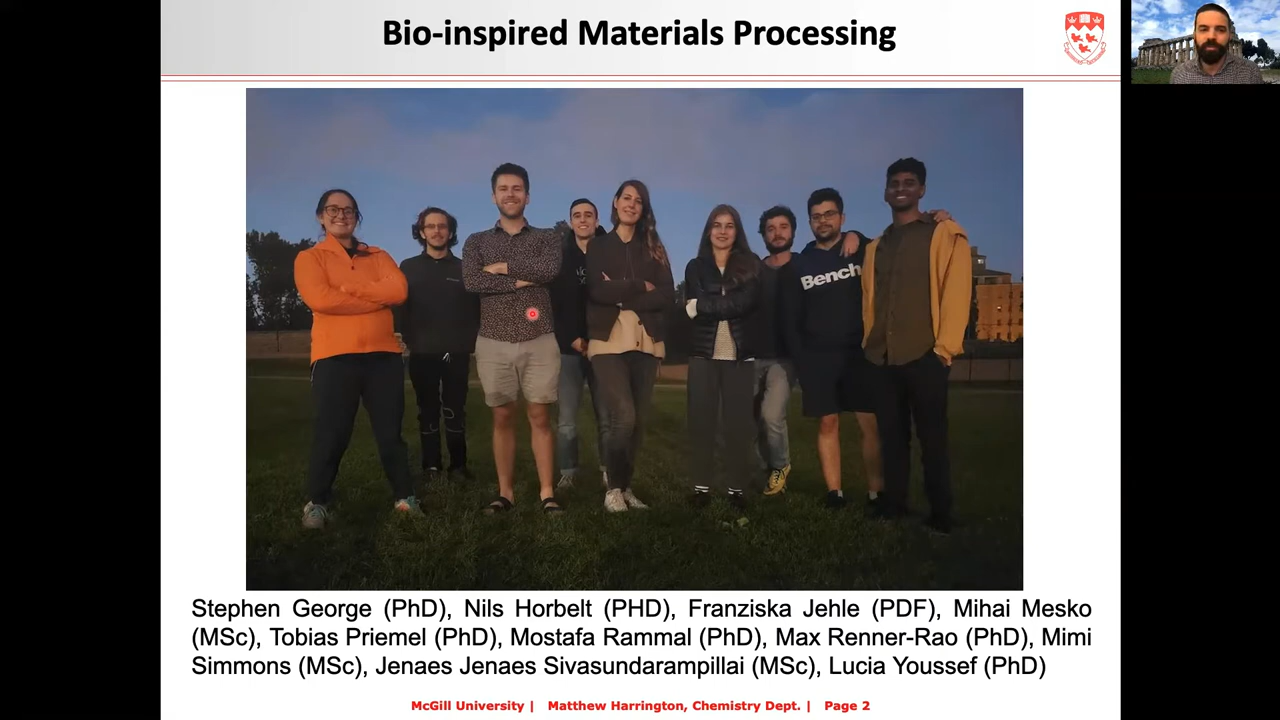 Bio-inspired Materials Processing
Bench
Stephen George (PhD), Nils Horbelt (PHD), Franziska Jehle (PDF), Mihai Mesko
(MSc), Tobias Priemel (PhD), Mostafa Rammal (PhD), Max Renner-Rao (PhD), Mimi
Simmons (MSc), Jenaes Jenaes Sivasundarampillai (MSc), Lucia Youssef (PhD)
McGill University | Matthew Harrington, Chemistry Dept. | Page 2